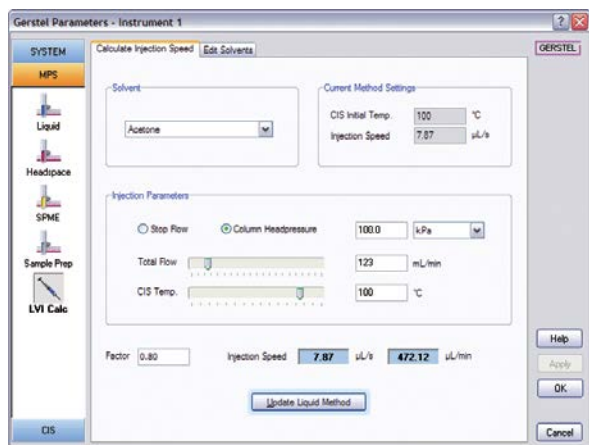 Gerstel Parameters - Instrument 1
SYSTEM
MPS
Liquid
Headspace
SPME
Sample Prep
LVI Calc
CIS
Calculate Injection Speed Edit Solvents
Solvent
Acetone
Current Method Settings
CIS Initial Temp. 100 °C
Injection Speed 7.87 µL/s
Injection Parameters
Stop Flow Column Headpressure 100.0 kPa
Total Flow 123 mL/min
CIS Temp. 100 °C
Factor 0.80 Injection Speed 7.87 µL/s 472.12 µL/min
Update Liquid Method
GERSTEL
Help
Apply
OK
Cancel